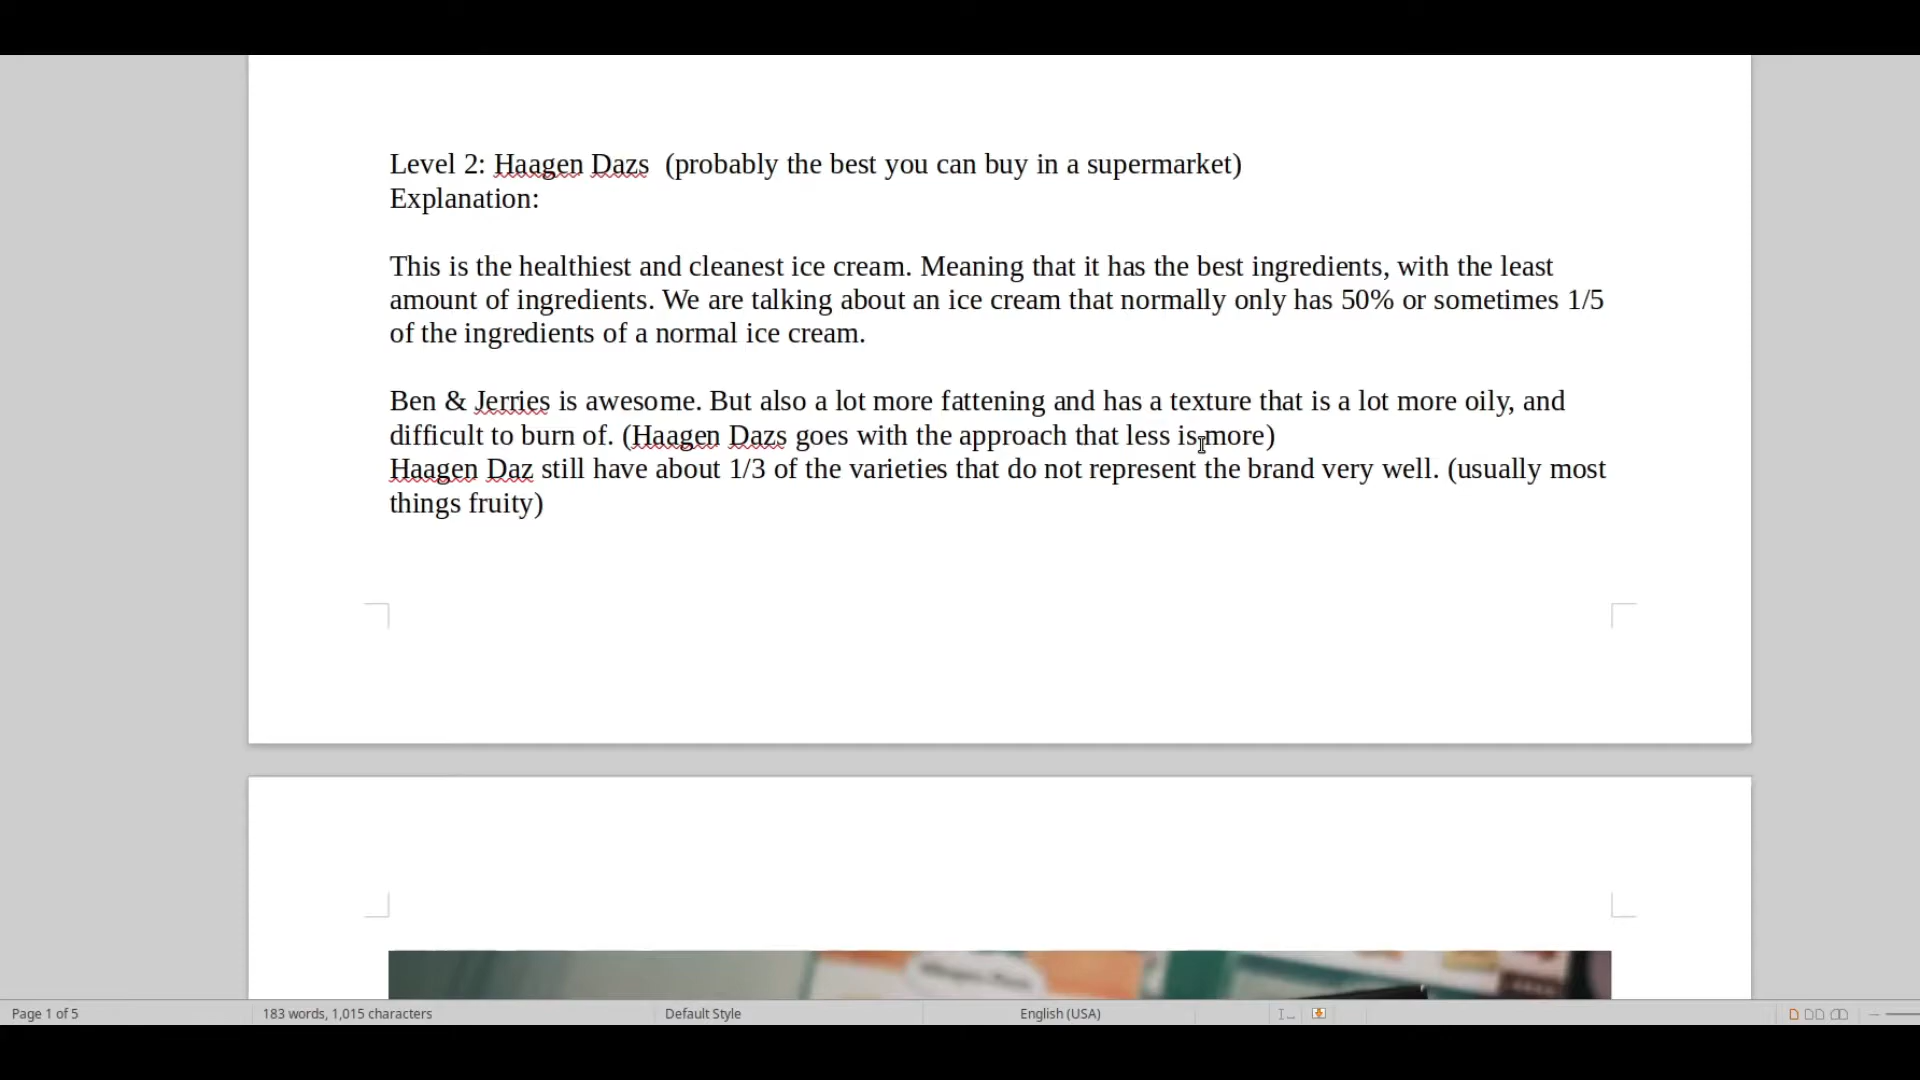 Level 2: Haagen Dazs  (probably the best you can buy in a supermarket)
Explanation:
This is the healthiest and cleanest ice cream. Meaning that it has the best ingredients, with the least
amount of ingredients. We are talking about an ice cream that normally only has 50% or sometimes 1/5
of the ingredients of a normal ice cream.
Ben & Jerries is awesome. But also a lot more fattening and has a texture that is a lot more oily, and
difficult to burn of. (Haagen Dazs goes with the approach that less is more)
Haagen Daz still have about 1/3 of the varieties that do not represent the brand very well. (usually most
things fruity)
Page 1 of 5
183 words, 1,015 characters
Default Style
English (USA)